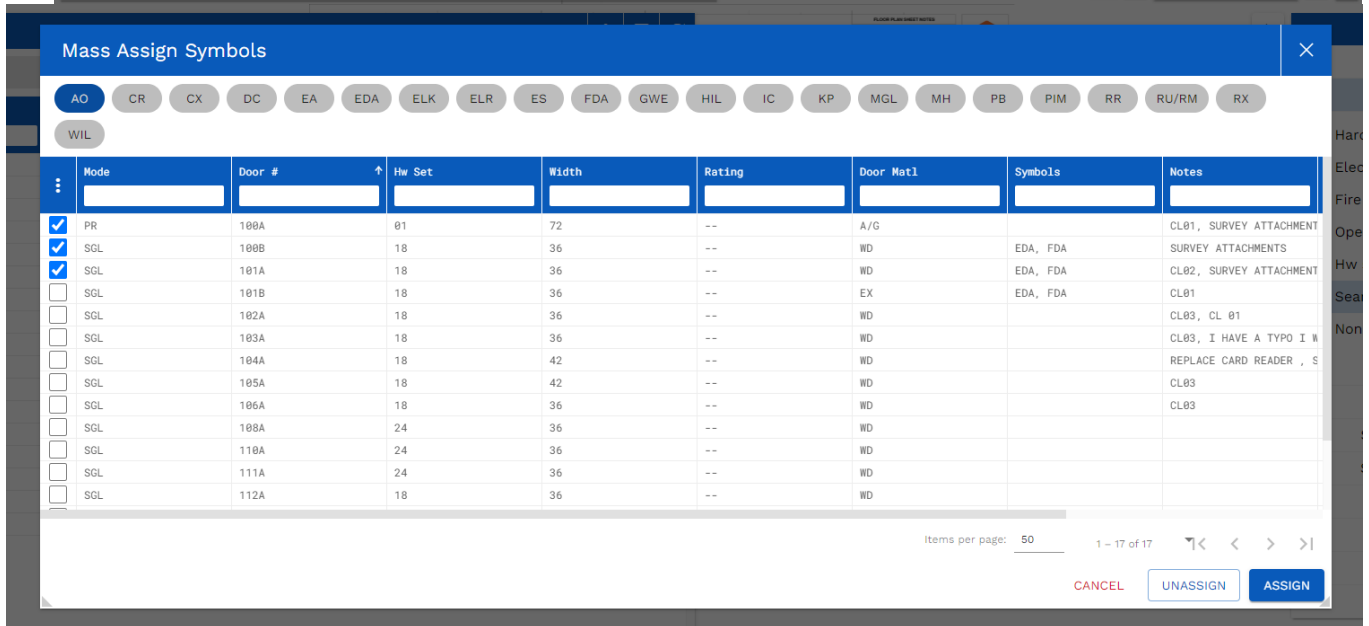 FLOOR PLAN SHEET NOTES
Mass Assign Symbols
AO CR CX DC EA EDA ELK ELR ES FDA GWE HIL IC KP MGL MH PB PIM RR RU/RM RX
WIL
Mode Door # Hw Set Width Rating Door Matl Symbols Notes
PR 100A 01 72 -- A/G CL01, SURVEY ATTACHMENT
SGL 100B 18 36 -- WD EDA, FDA SURVEY ATTACHMENTS
SGL 101A 18 36 -- WD EDA, FDA CL02, SURVEY ATTACHMENT
SGL 101B 18 36 -- EX EDA, FDA CL01
SGL 102A 18 36 -- WD CL03, CL 01
SGL 103A 18 36 -- WD CL03, I HAVE A TYPO I W
SGL 104A 18 42 -- WD REPLACE CARD READER , S
SGL 105A 18 42 -- WD CL03
SGL 106A 18 36 -- WD CL03
SGL 108A 24 36 -- WD
SGL 110A 24 36 -- WD
SGL 111A 24 36 -- WD
SGL 112A 18 36 -- WD
Items per page: 50 1 – 17 of 17
CANCEL UNASSIGN ASSIGN
Hard
Elec
Fire
Ope
Hw
Sear
Non